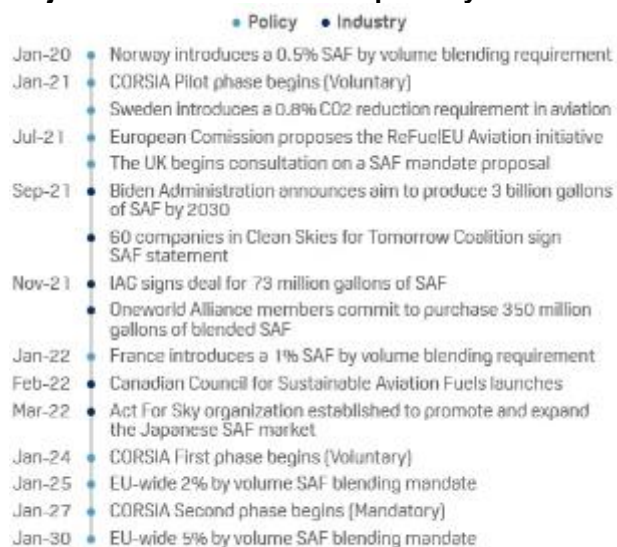 Policy Industry
Jan-20 Norway introduces a 0.5% SAF by volume blending requirement
Jan-21 CORSIA Pilot phase begins (Voluntary)
Sweden introduces a 0.8% CO2 reduction requirement in aviation
Jul-21 European Comission proposes the ReFuelEU Aviation initiative
The UK begins consultation on a SAF mandate proposal
Sep-21 Biden Administration announces aim to produce 3 billion gallons
of SAF by 2030
60 companies in Clean Skies for Tomorrow Coalition sign
SAF statement
Nov-21 IAG signs deal for 73 million gallons of SAF
Oneworld Alliance members commit to purchase 350 million
gallons of blended SAF
Jan-22 France introduces a 1% SAF by volume blending requirement
Feb-22 Canadian Council for Sustainable Aviation Fuels launches
Mar-22 Act For Sky organization established to promote and expand
the Japanese SAF market
Jan-24 CORSIA First phase begins (Voluntary)
Jan-25 EU-wide 2% by volume SAF blending mandate
Jan-27 CORSIA Second phase begins (Mandatory)
Jan-30 EU-wide 5% by volume SAF blending mandate